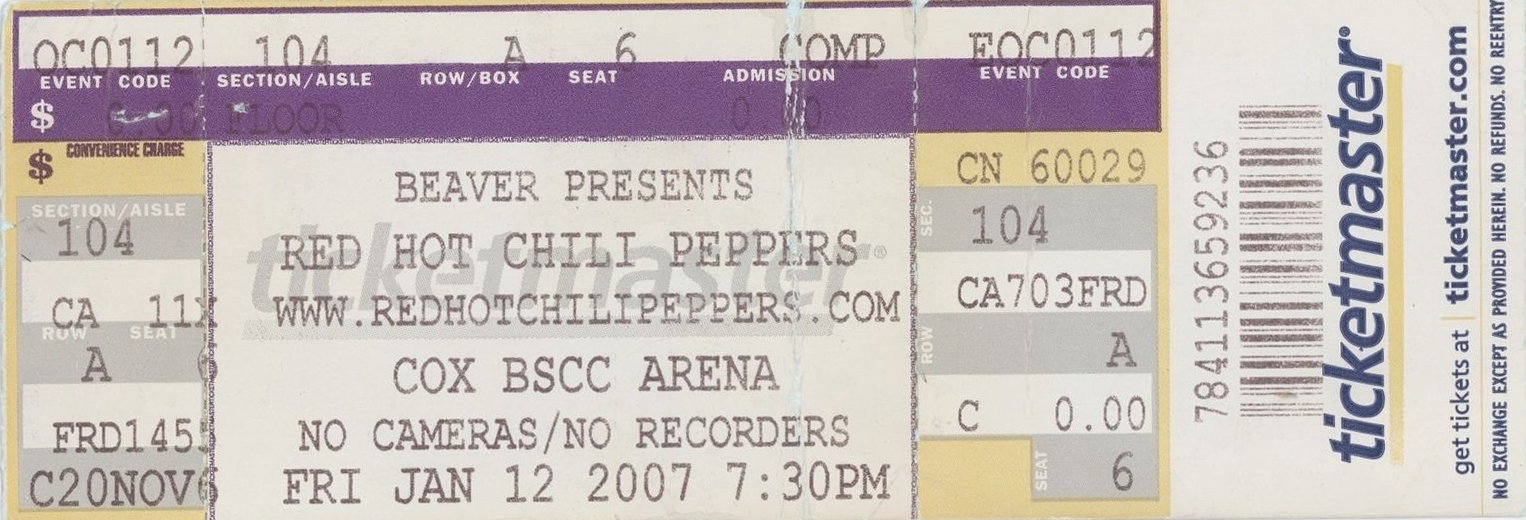 OC0112 104 A 6 COMP EOC0112
EVENT CODE SECTION/AISLE ROW/BOX SEAT ADMISSION EVENT CODE
$ 0.00 FLOOR 0.00
$ CONVENIENCE CHARGE
SECTION/AISLE
104
CA 11X
ROW SEAT
A
FRD145
C20NOV6
BEAVER PRESENTS
ticketmaster®
RED HOT CHILI PEPPERS
WWW.REDHOTCHILIPEPPERS.COM
COX BSCC ARENA
NO CAMERAS/NO RECORDERS
FRI JAN 12 2007 7:30PM
CN 60029
SEC.
104
CA703FRD
ROW
A
C 0.00
SEAT
6
784113659236
ticketmaster®
get tickets at | ticketmaster.com
NO EXCHANGE EXCEPT AS PROVIDED HEREIN. NO REFUNDS. NO REENTRY